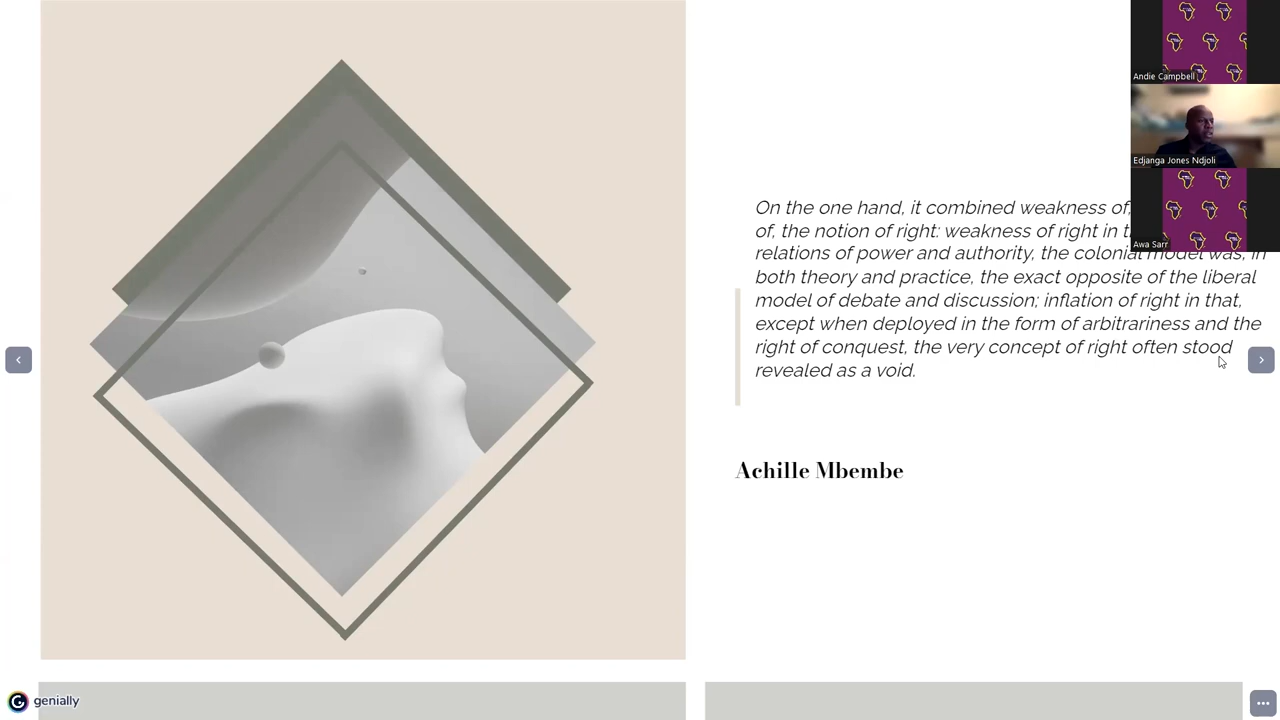 On the one hand, it combined weakness of,
of, the notion of right: weakness of right in
relations of power and authority, the colonial model was, in
both theory and practice, the exact opposite of the liberal
model of debate and discussion; inflation of right in that,
except when deployed in the form of arbitrariness and the
right of conquest, the very concept of right often stood
revealed as a void.
Achille Mbembe
Andie Campbell
Edjanga Jones Ndjoli
Awa Sarr
genially